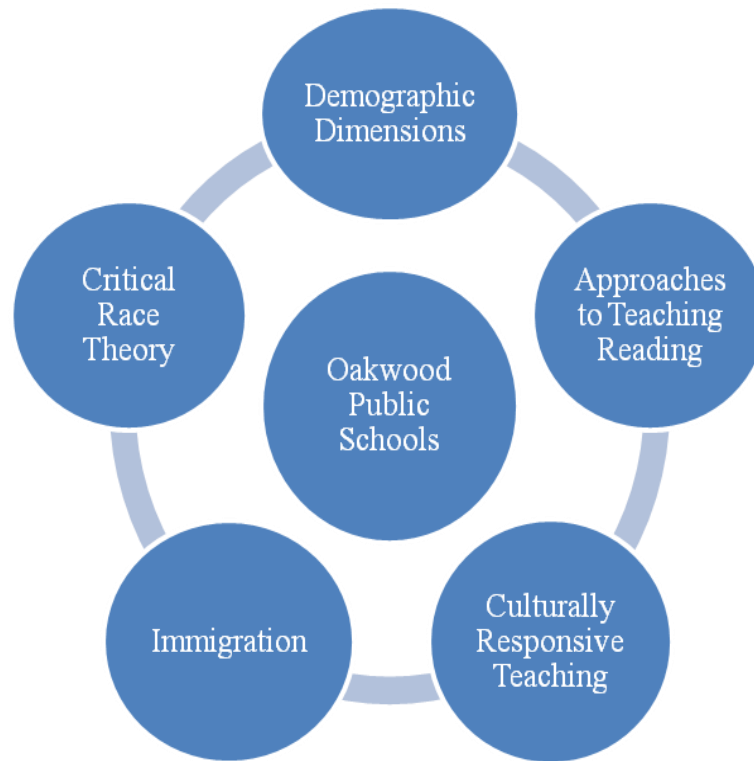 Demographic
Dimensions
Approaches
to Teaching
Reading
Culturally
Responsive
Teaching
Immigration
Critical
Race
Theory
Oakwood
Public
Schools